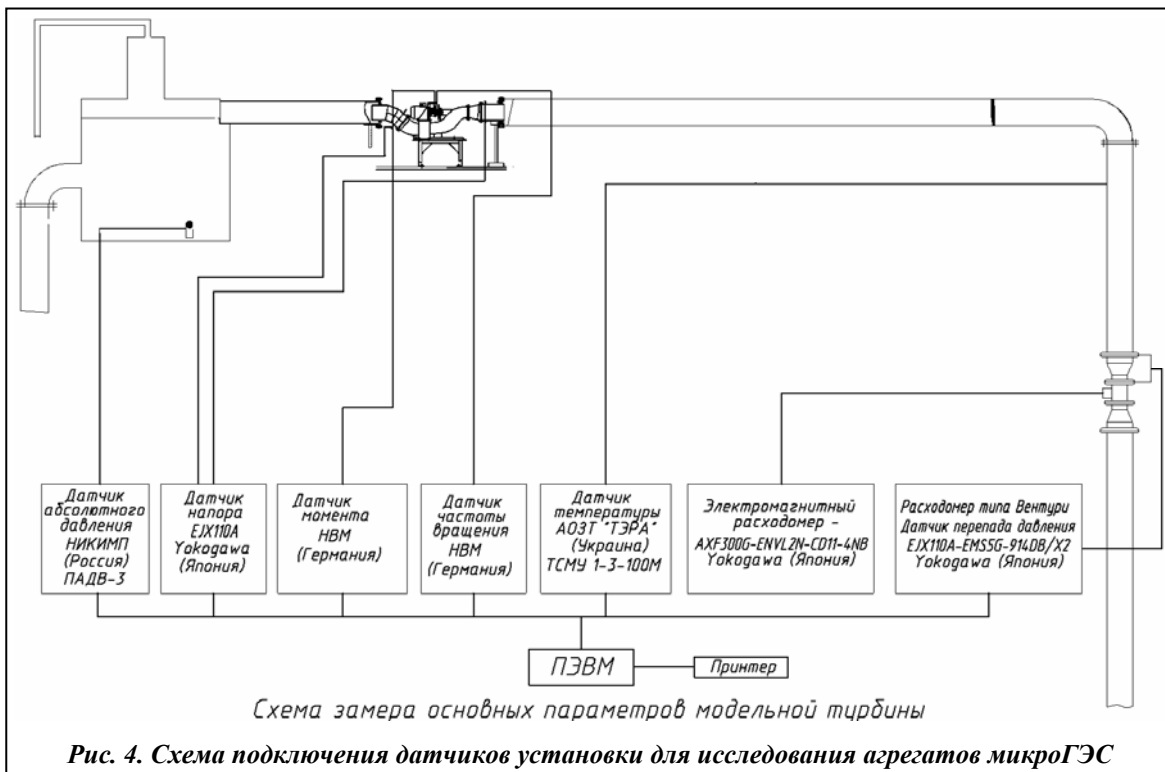 Датчик
абсолютного
давления
НИКИМП
(Россия)
ПАДВ-3
Датчик
напора
EJX110A
Yokogawa
(Япония)
Датчик
момента
НВМ
(Германия)
Датчик
частоты
вращения
НВМ
(Германия)
Датчик
температуры
АОЗТ "ТЭРА"
(Украина)
ТСМУ 1-3-100М
Электромагнитный
расходомер -
AXF300G-ENVL2N-CD11-4NB
Yokogawa (Япония)
Расходомер типа Вентури
Датчик перепада давления
EJX110A-EMS5G-914DB/X2
Yokogawa (Япония)
ПЭВМ
Принтер
Схема замера основных параметров модельной турбины
Рис. 4. Схема подключения датчиков установки для исследования агрегатов микроГЭС